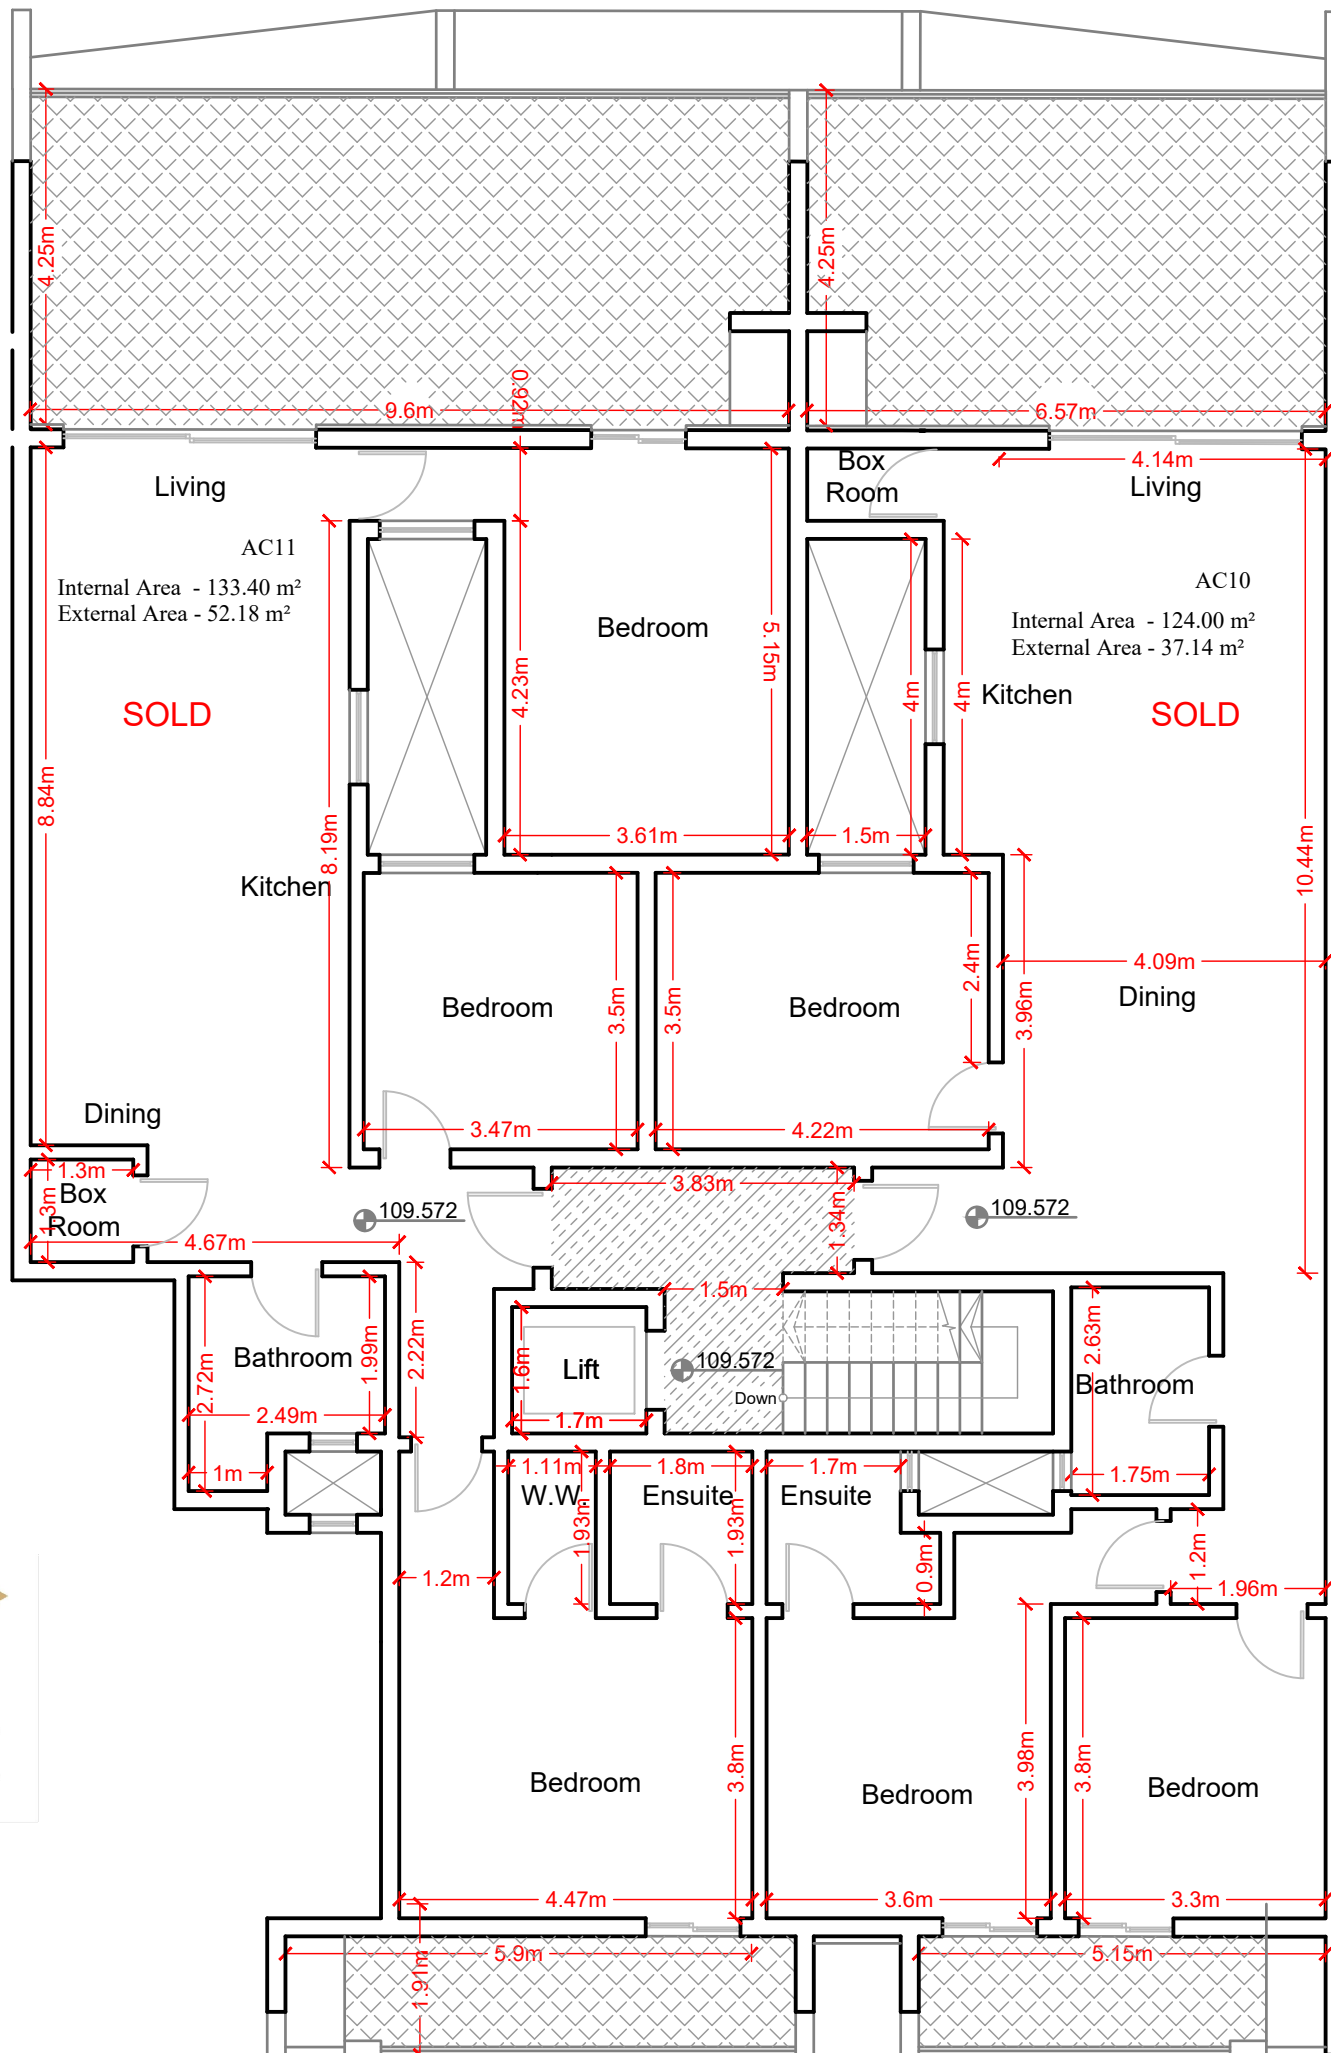 4.25m
4.25m
9.6m
0.92m
6.57m
4.14m
Living
Box
Room
Living
AC11
Internal Area - 133.40 m²
External Area - 52.18 m²
AC10
Internal Area - 124.00 m²
External Area - 37.14 m²
Bedroom
5.15m
4.23m
4m
4m
Kitchen
SOLD
SOLD
8.84m
8.19m
3.61m
1.5m
10.44m
Kitchen
2.4m
4.09m
Dining
Bedroom
3.5m
3.5m
Bedroom
3.96m
Dining
3.47m
4.22m
1.3m
Box
Room
1.3m
3.83m
1.34m
109.572
109.572
4.67m
1.5m
2.72m
Bathroom
1.99m
2.22m
1.6m
Lift
109.572
Down
2.63m
Bathroom
2.49m
1.7m
1m
1.11m
1.8m
1.7m
1.75m
W.W.
Ensuite
Ensuite
1.93m
1.93m
0.9m
1.2m
1.2m
1.96m
Bedroom
3.8m
Bedroom
3.98m
3.8m
Bedroom
4.47m
3.6m
3.3m
5.9m
5.15m
1.91m